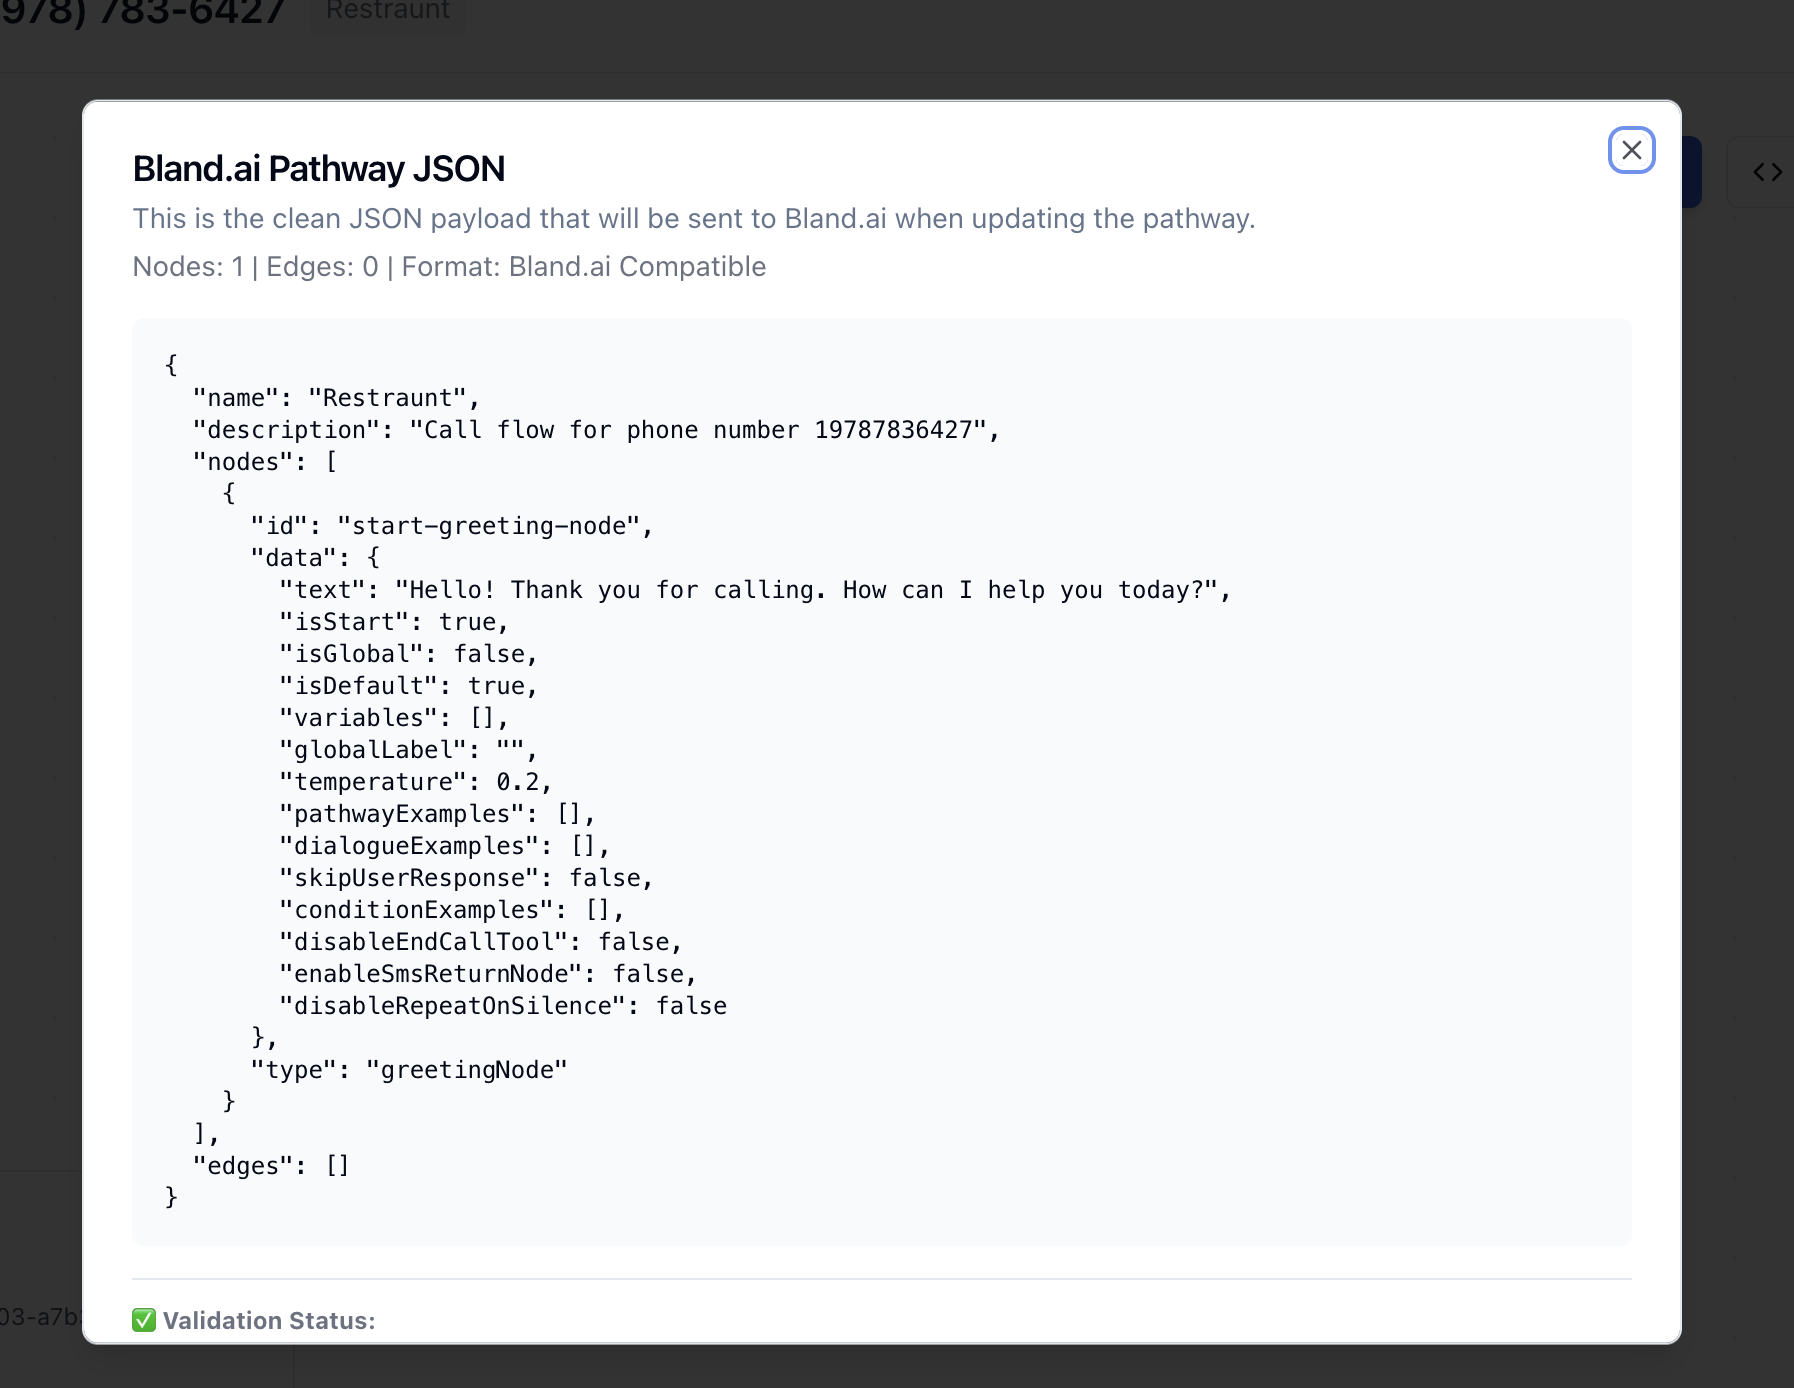 978) 783-6427 Restraunt
Bland.ai Pathway JSON
This is the clean JSON payload that will be sent to Bland.ai when updating the pathway.
Nodes: 1 | Edges: 0 | Format: Bland.ai Compatible
{
  "name": "Restraunt",
  "description": "Call flow for phone number 19787836427",
  "nodes": [
    {
      "id": "start-greeting-node",
      "data": {
        "text": "Hello! Thank you for calling. How can I help you today?",
        "isStart": true,
        "isGlobal": false,
        "isDefault": true,
        "variables": [],
        "globalLabel": "",
        "temperature": 0.2,
        "pathwayExamples": [],
        "dialogueExamples": [],
        "skipUserResponse": false,
        "conditionExamples": [],
        "disableEndCallTool": false,
        "enableSmsReturnNode": false,
        "disableRepeatOnSilence": false
      },
      "type": "greetingNode"
    }
  ],
  "edges": []
}
✅ Validation Status:
03-a7b